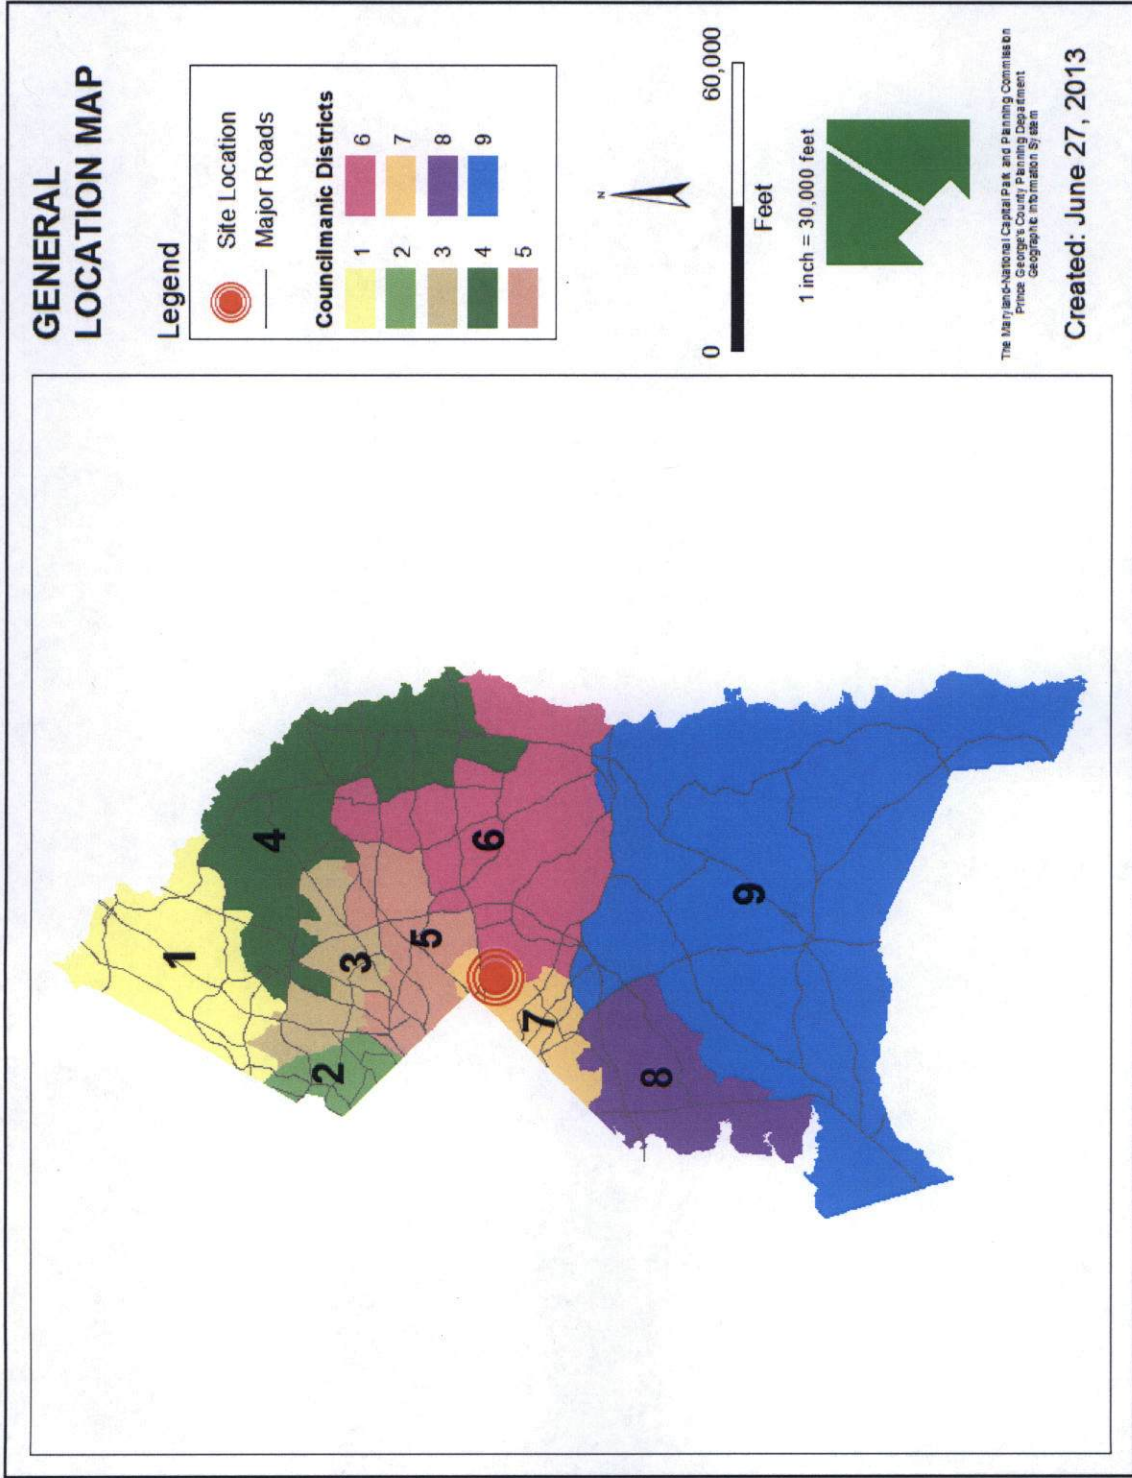 GENERAL
LOCATION MAP
Legend
Site Location
Major Roads
Councilmanic Districts
1
6
2
7
3
8
4
9
5
N
0
60,000
Feet
1 inch = 30,000 feet
The Maryland-National Capital Park and Planning Commission
Prince George's County Planning Department
Geographic Information System
Created: June 27, 2013
1
4
2
3
5
6
7
8
9